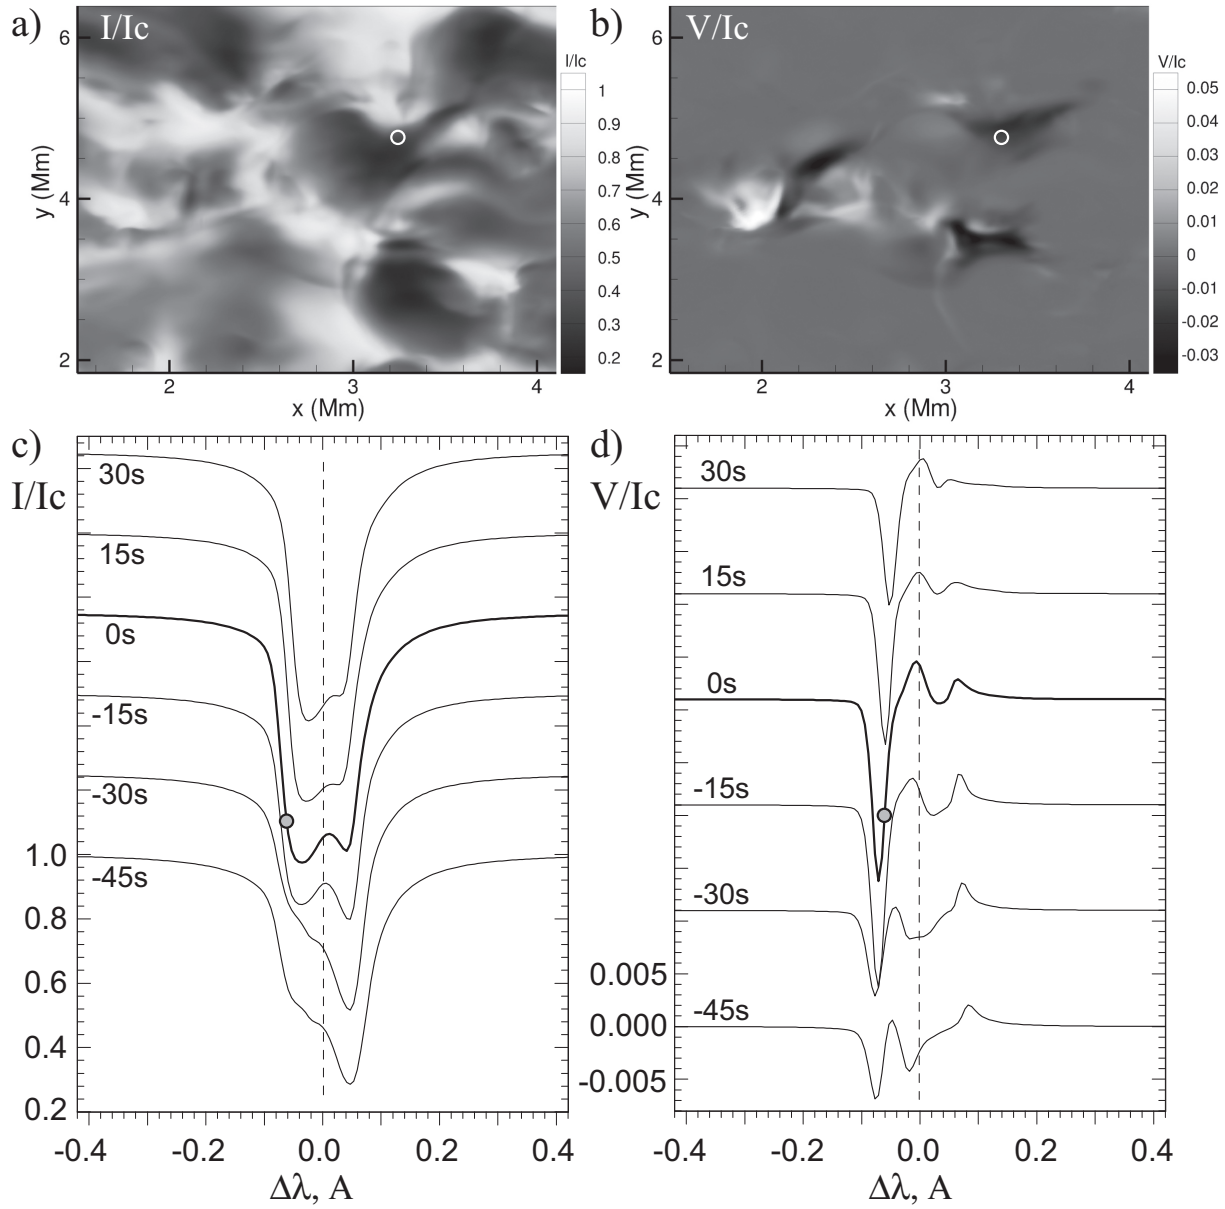 a) I/Ic
I/Ic
6
4
2
y (Mm)
2 3 4
x (Mm)
1
0.9
0.8
0.7
0.6
0.5
0.4
0.3
0.2
b) V/Ic
V/Ic
6
4
2
y (Mm)
2 3 4
x (Mm)
0.05
0.04
0.03
0.02
0.01
0
-0.01
-0.02
-0.03
c)
I/Ic
30s
15s
0s
-15s
-30s
-45s
1.0
0.8
0.6
0.4
0.2
-0.4 -0.2 0.0 0.2 0.4
Δλ, A
d)
V/Ic
30s
15s
0s
-15s
-30s
-45s
0.005
0.000
-0.005
-0.4 -0.2 0.0 0.2 0.4
Δλ, A